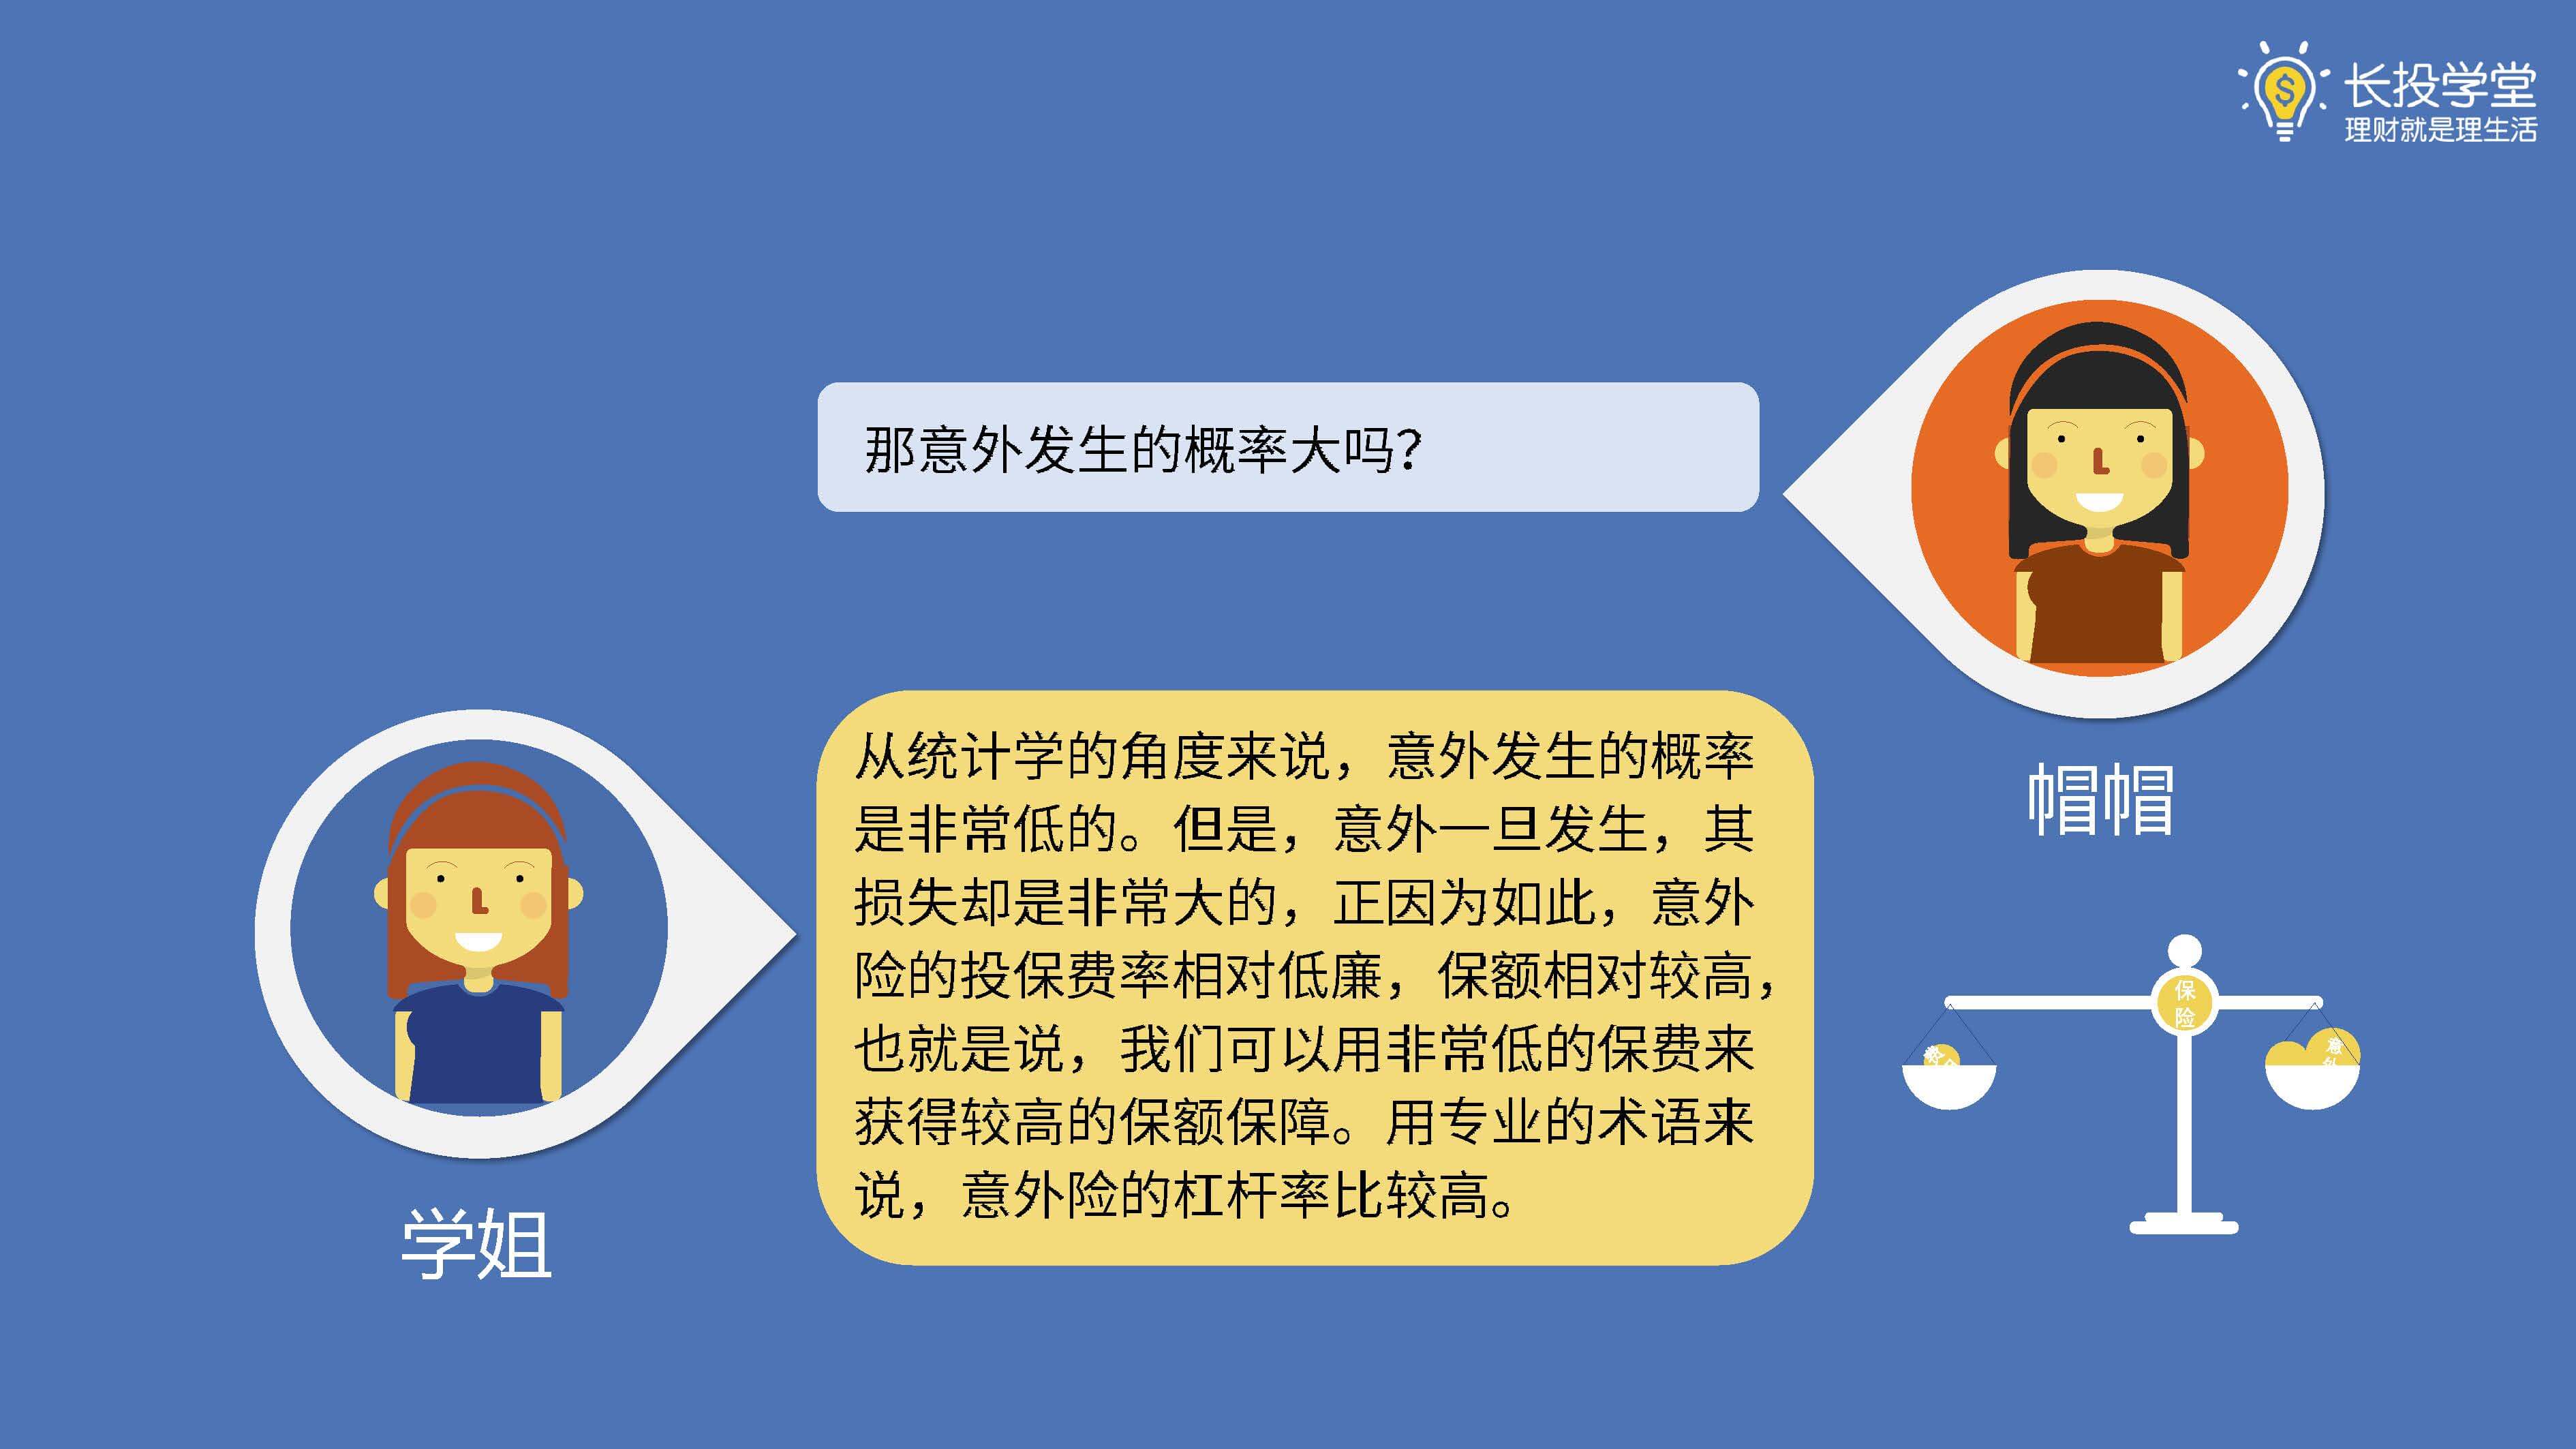 长投学堂
理财就是理生活
那意外发生的概率大吗？
帽帽
从统计学的角度来说，意外发生的概率
是非常低的。但是，意外一旦发生，其
损失却是非常大的，正因为如此，意外
险的投保费率相对低廉，保额相对较高，
也就是说，我们可以用非常低的保费来
获得较高的保额保障。用专业的术语来
说，意外险的杠杆率比较高。
学姐
保
险
意
外